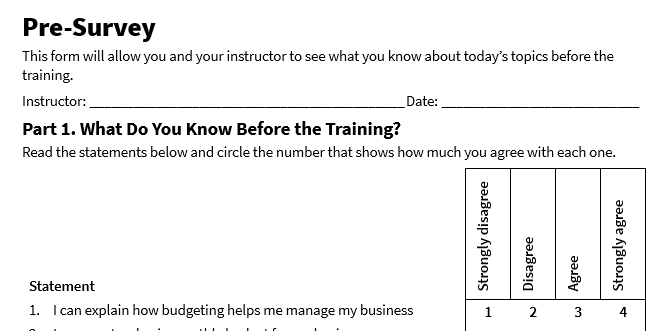 Pre-Survey
This form will allow you and your instructor to see what you know about today’s topics before the
training.
Instructor: Date:
Part 1. What Do You Know Before the Training?
Read the statements below and circle the number that shows how much you agree with each one.
Strongly disagree
Disagree
Agree
Strongly agree
Statement
1. I can explain how budgeting helps me manage my business 1 2 3 4